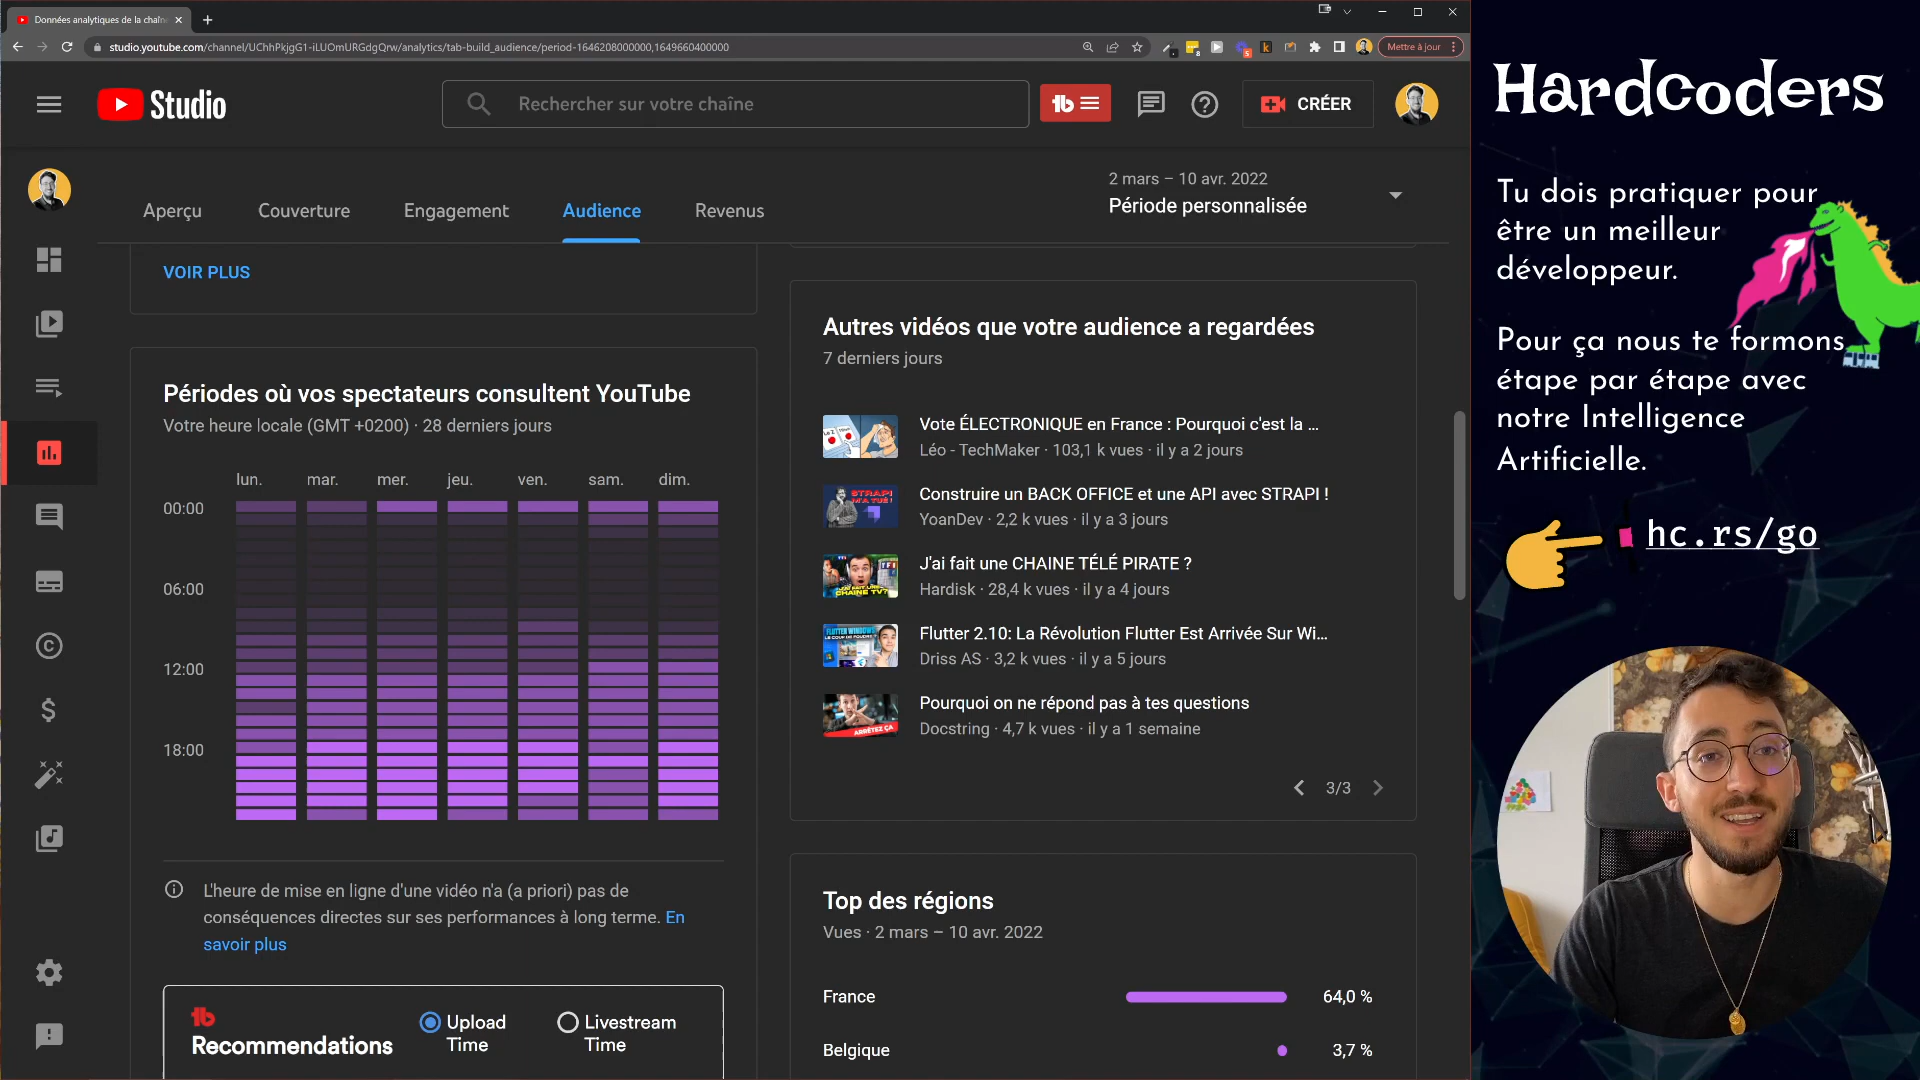 Données analytiques de la chaîne
studio.youtube.com/channel/UChhPkjgG1-iLUOmURGdgQrw/analytics/tab-build_audience/period-1646208000000,1649660400000
Mettre à jour
Studio
Rechercher sur votre chaîne
CRÉER
Aperçu
Couverture
Engagement
Audience
Revenus
2 mars – 10 avr. 2022
Période personnalisée
VOIR PLUS
Périodes où vos spectateurs consultent YouTube
Votre heure locale (GMT +0200) · 28 derniers jours
lun. mar. mer. jeu. ven. sam. dim.
00:00
06:00
12:00
18:00
L'heure de mise en ligne d'une vidéo n'a (a priori) pas de
conséquences directes sur ses performances à long terme. En
savoir plus
Recommendations
Upload
Time
Livestream
Time
Autres vidéos que votre audience a regardées
7 derniers jours
Vote ÉLECTRONIQUE en France : Pourquoi c'est la ...
Léo - TechMaker · 103,1 k vues · il y a 2 jours
Construire un BACK OFFICE et une API avec STRAPI !
YoanDev · 2,2 k vues · il y a 3 jours
J'ai fait une CHAINE TÉLÉ PIRATE ?
Hardisk · 28,4 k vues · il y a 4 jours
Flutter 2.10: La Révolution Flutter Est Arrivée Sur Wi...
Driss AS · 3,2 k vues · il y a 5 jours
Pourquoi on ne répond pas à tes questions
Docstring · 4,7 k vues · il y a 1 semaine
3/3
Top des régions
Vues · 2 mars – 10 avr. 2022
France 64,0 %
Belgique 3,7 %
Hardcoders
Tu dois pratiquer pour
être un meilleur
développeur.
Pour ça nous te formons
étape par étape avec
notre Intelligence
Artificielle.
hc.rs/go